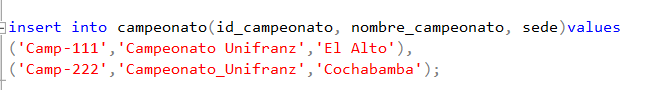 insert into campeonato(id_campeonato, nombre_campeonato, sede)values
('Camp-111','Campeonato Unifranz','El Alto'),
('Camp-222','Campeonato_Unifranz','Cochabamba');